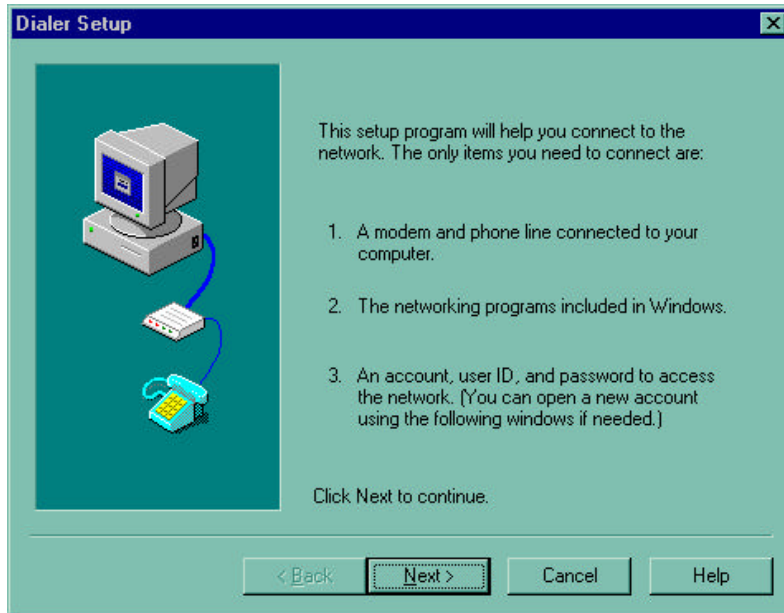 Dialer Setup
This setup program will help you connect to the
network. The only items you need to connect are:
1. A modem and phone line connected to your
computer.
2. The networking programs included in Windows.
3. An account, user ID, and password to access
the network. (You can open a new account
using the following windows if needed.)
Click Next to continue.
< Back Next > Cancel Help